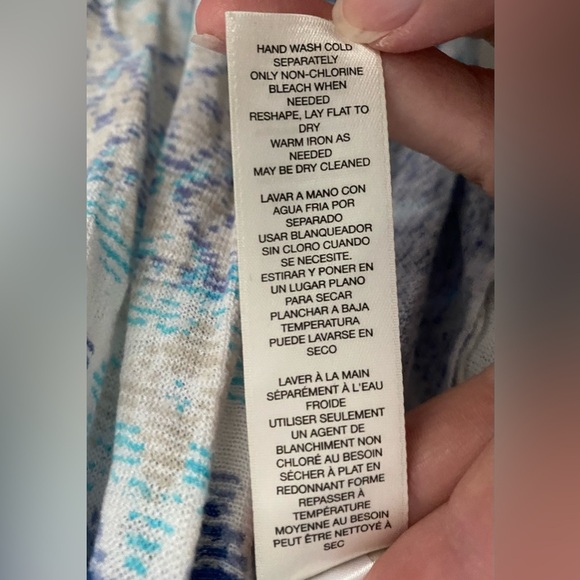 HAND WASH COLD
SEPARATELY
ONLY NON-CHLORINE
BLEACH WHEN
NEEDED
RESHAPE, LAY FLAT TO
DRY
WARM IRON AS
NEEDED
MAY BE DRY CLEANED
LAVAR A MANO CON
AGUA FRIA POR
SEPARADO
USAR BLANQUEADOR
SIN CLORO CUANDO
SE NECESITE.
ESTIRAR Y PONER EN
UN LUGAR PLANO
PARA SECAR
PLANCHAR A BAJA
TEMPERATURA
PUEDE LAVARSE EN
SECO
LAVER À LA MAIN
SÉPARÉMENT À L'EAU
FROIDE
UTILISER SEULEMENT
UN AGENT DE
BLANCHIMENT NON
CHLORÉ AU BESOIN
SÉCHER À PLAT EN
REDONNANT FORME
REPASSER À
TEMPÉRATURE
MOYENNE AU BESOIN
PEUT ÊTRE NETTOYÉ À
SEC